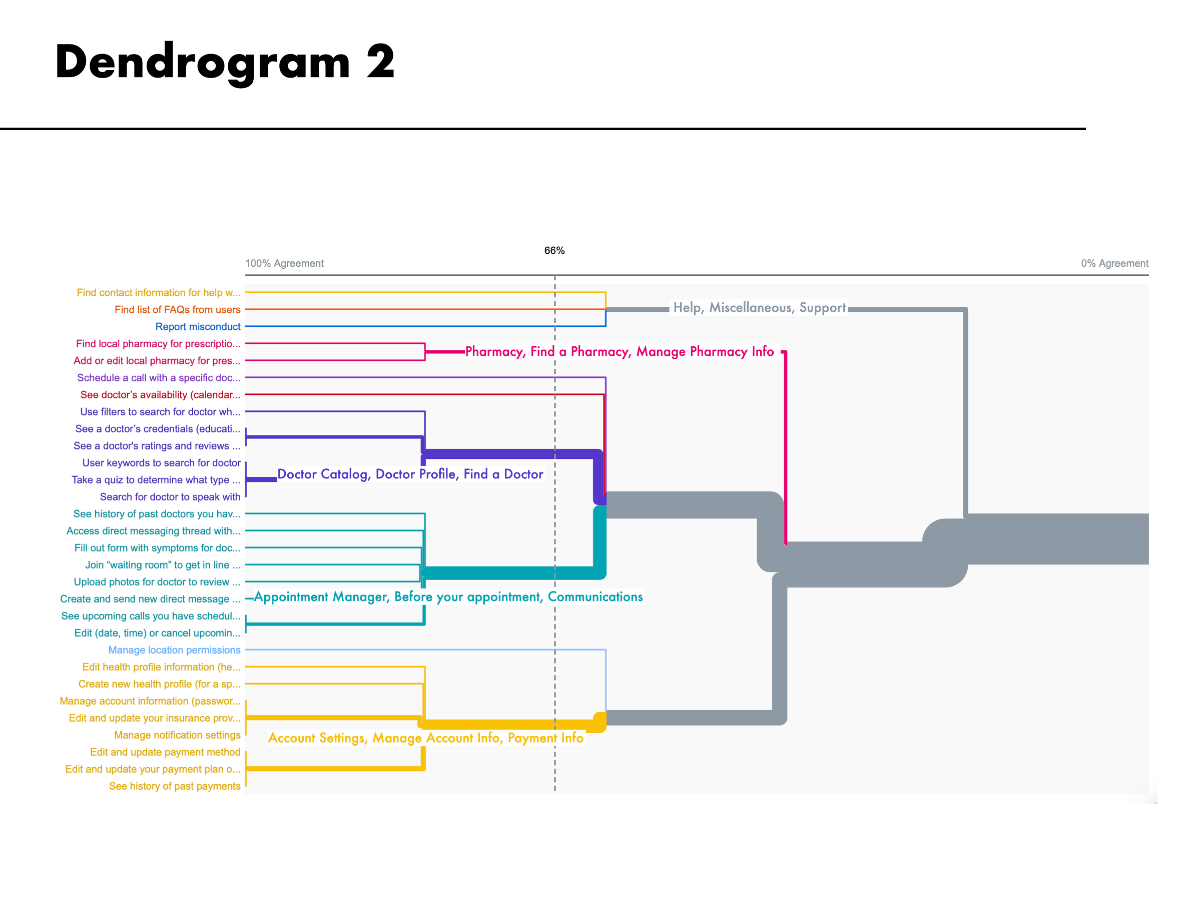 Dendrogram 2
66%
100% Agreement
0% Agreement
Find contact information for help w...
Help, Miscellaneous, Support
Find list of FAQs from users
Report misconduct
Find local pharmacy for prescriptio...
Pharmacy, Find a Pharmacy, Manage Pharmacy Info
Add or edit local pharmacy for pres...
Schedule a call with a specific doc...
See doctor's availability (calendar...
Use filters to search for doctor wh...
See a doctor's credentials (educati...
See a doctor's ratings and reviews ...
User keywords to search for doctor
Doctor Catalog, Doctor Profile, Find a Doctor
Take a quiz to determine what type ...
Search for doctor to speak with
See history of past doctors you hav...
Access direct messaging thread with...
Fill out form with symptoms for doc...
Join “waiting room” to get in line ...
Upload photos for doctor to review ...
Create and send new direct message ...
Appointment Manager, Before your appointment, Communications
See upcoming calls you have schedul...
Edit (date, time) or cancel upcomin...
Manage location permissions
Edit health profile information (he...
Create new health profile (for a sp...
Manage account information (passwor...
Edit and update your insurance prov...
Manage notification settings
Account Settings, Manage Account Info, Payment Info
Edit and update payment method
Edit and update your payment plan o...
See history of past payments